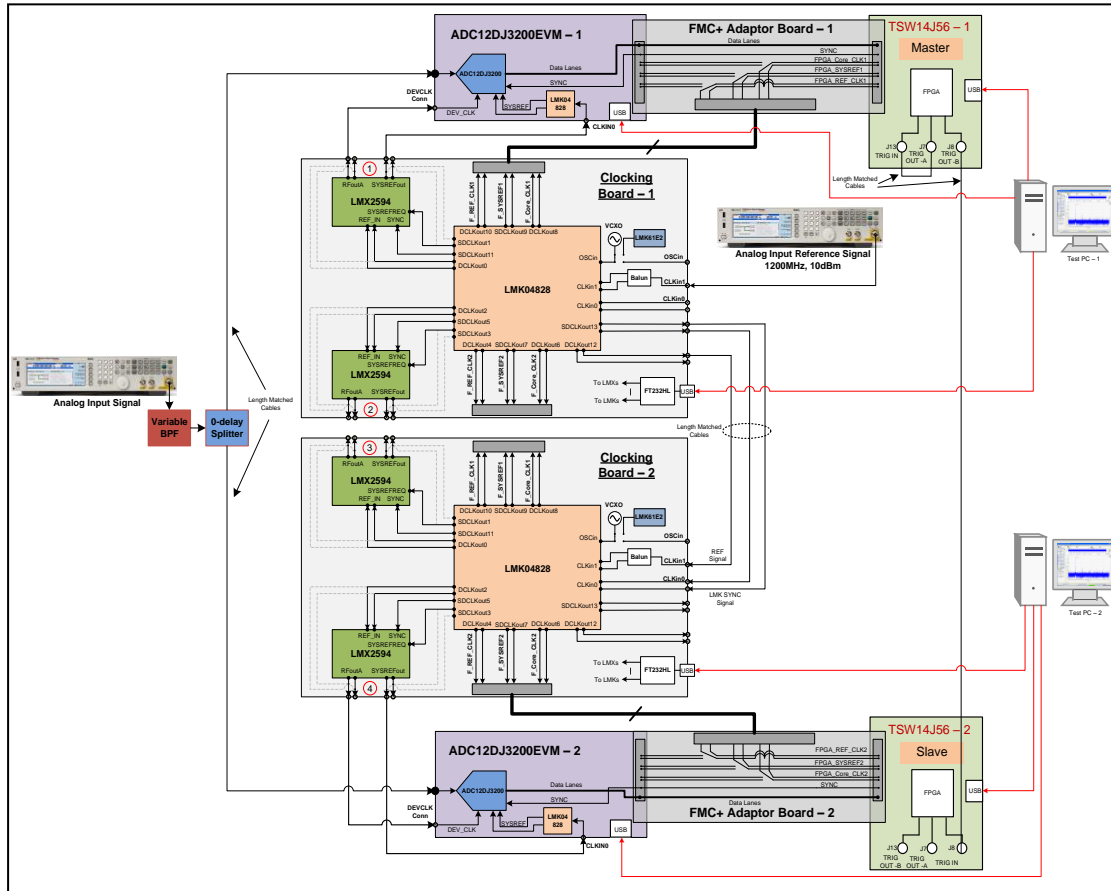 ADC12DJ3200EVM – 1
FMC+ Adaptor Board - 1
TSW14J56 – 1
Master
Data Lanes
SYNC
FPGA_Core_CLK1
FPGA_SYSREF1
FPGA_REF_CLK1
ADC12DJ3200
Data Lanes
SYNC
DEVCLK
Conn
DEV_CLK
SYSREF
LMK04
828
USB
CLKIN0
FPGA
USB
J13
TRIG IN
J7
TRIG
OUT -A
J8
TRIG
OUT -B
Length Matched
Cables
Clocking
Board – 1
1
RFoutA
SYSREFout
LMX2594
SYSREFREQ
REF_IN
SYNC
F_REF_CLK1
F_SYSREF1
F_Core_CLK1
DCLKout10
SDCLKout9
DCLKout8
SDCLKout1
SDCLKout11
DCLKout0
LMK04828
VCXO
LMK61E2
OSCin
OSCin
Balun
CLKin1
CLKin1
CLKin0
CLKin0
SDCLKout13
DCLKout2
SDCLKout5
SDCLKout3
DCLKout4
SDCLKout7
DCLKout6
DCLKout12
F_REF_CLK2
F_SYSREF2
F_Core_CLK2
REF_IN
SYNC
SYSREFREQ
LMX2594
RFoutA
SYSREFout
2
To LMXs
To LMKs
FT232HL
USB
Analog Input Reference Signal
1200MHz, 10dBm
Test PC – 1
Analog Input Signal
Variable
BPF
0-delay
Splitter
Length Matched
Cables
Length Matched
Cables
Clocking
Board – 2
3
RFoutA
SYSREFout
LMX2594
SYSREFREQ
REF_IN
SYNC
F_REF_CLK1
F_SYSREF1
F_Core_CLK1
DCLKout10
SDCLKout9
DCLKout8
SDCLKout1
SDCLKout11
DCLKout0
LMK04828
VCXO
LMK61E2
OSCin
OSCin
Balun
CLKin1
CLKin1
REF
Signal
CLKin0
CLKin0
LMK SYNC
Signal
SDCLKout13
DCLKout2
SDCLKout5
SDCLKout3
DCLKout4
SDCLKout7
DCLKout6
DCLKout12
F_REF_CLK2
F_SYSREF2
F_Core_CLK2
REF_IN
SYNC
SYSREFREQ
LMX2594
RFoutA
SYSREFout
4
To LMXs
To LMKs
FT232HL
USB
Test PC – 2
ADC12DJ3200EVM – 2
TSW14J56 – 2
Slave
FPGA_REF_CLK2
FPGA_SYSREF2
FPGA_Core_CLK2
SYNC
Data Lanes
ADC12DJ3200
Data Lanes
SYNC
DEVCLK
Conn
DEV_CLK
SYSREF
LMK04
828
USB
CLKIN0
FMC+ Adaptor Board - 2
FPGA
USB
J13
TRIG
OUT -B
J7
TRIG
OUT -A
J8
TRIG IN